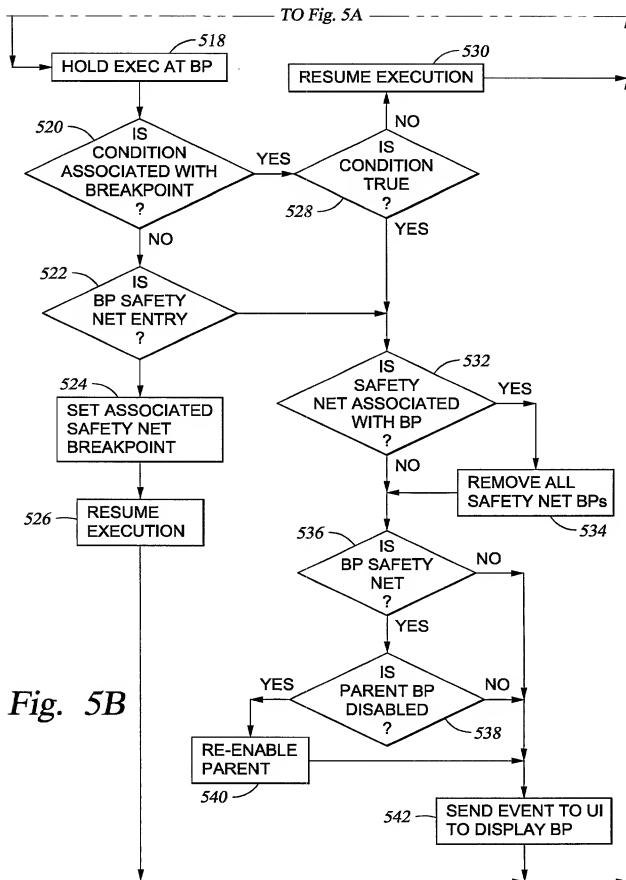 TO Fig. 5A
518
HOLD EXEC AT BP
530
RESUME EXECUTION
NO
520
IS
CONDITION
ASSOCIATED WITH
BREAKPOINT
?
YES
IS
CONDITION
TRUE
?
528
NO
YES
522
IS
BP SAFETY
NET ENTRY
?
532
IS
SAFETY
NET ASSOCIATED
WITH BP
?
YES
NO
524
SET ASSOCIATED
SAFETY NET
BREAKPOINT
REMOVE ALL
SAFETY NET BPs
534
526
RESUME
EXECUTION
536
IS
BP SAFETY
NET
?
NO
YES
IS
PARENT BP
DISABLED
?
YES
NO
538
Fig. 5B
RE-ENABLE
PARENT
540
542
SEND EVENT TO UI
TO DISPLAY BP